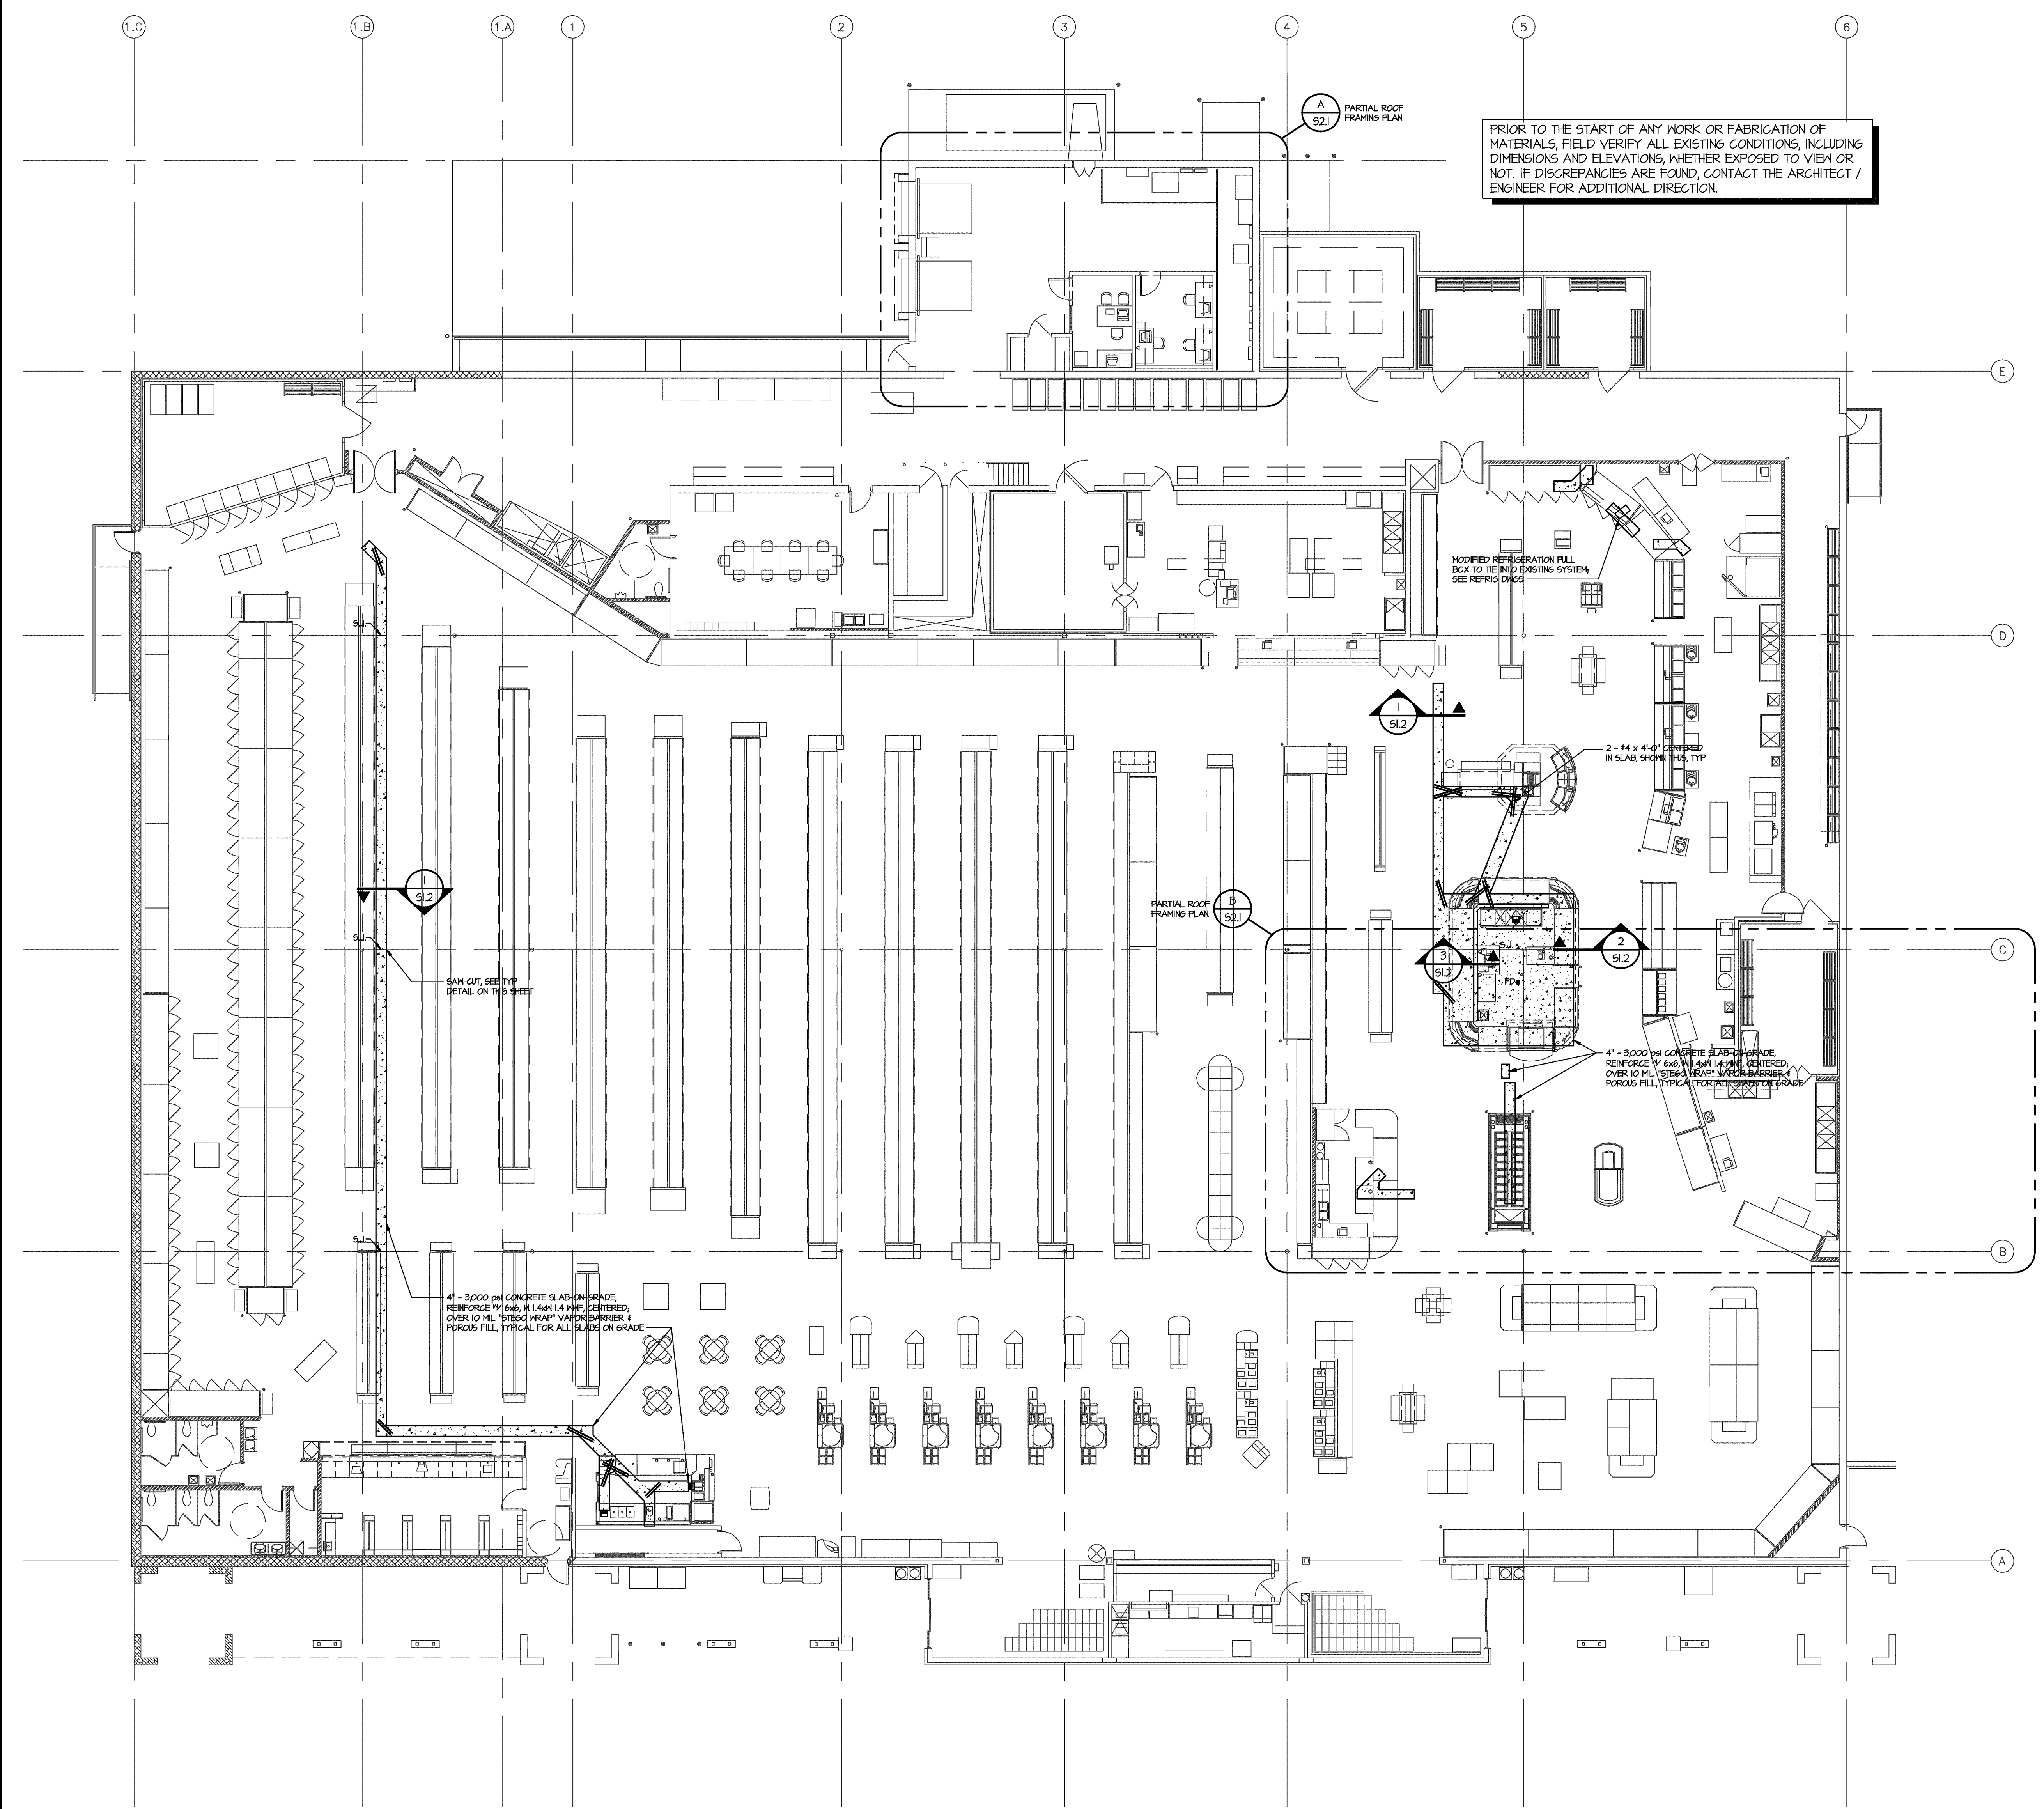 1.C
1.B
1.A
1
2
3
4
5
6
A
S2.1
PARTIAL ROOF
FRAMING PLAN
PRIOR TO THE START OF ANY WORK OR FABRICATION OF
MATERIALS, FIELD VERIFY ALL EXISTING CONDITIONS, INCLUDING
DIMENSIONS AND ELEVATIONS, WHETHER EXPOSED TO VIEW OR
NOT. IF DISCREPANCIES ARE FOUND, CONTACT THE ARCHITECT /
ENGINEER FOR ADDITIONAL DIRECTION.
E
MODIFIED REFRIGERATION PULL
BOX TO TIE INTO EXISTING SYSTEM;
SEE REFRIG DWGS
S.J.
D
1
S1.2
2 - #4 x 4'-0" CENTERED
IN SLAB, SHOWN THUS, TYP
1
S1.2
PARTIAL ROOF
FRAMING PLAN
B
S2.1
S.J.
S.J.
3
S1.2
2
S1.2
C
SAW-CUT, SEE TYP
DETAIL ON THIS SHEET
FD
4" - 3,000 psi CONCRETE SLAB-ON-GRADE,
REINFORCE W/ 6x6, W 1.4xW 1.4 WWF, CENTERED;
OVER 10 MIL "STEGO WRAP" VAPOR BARRIER &
POROUS FILL, TYPICAL FOR ALL SLABS ON GRADE
S.J.
B
4" - 3,000 psi CONCRETE SLAB-ON-GRADE,
REINFORCE W/ 6x6, W 1.4xW 1.4 WWF, CENTERED;
OVER 10 MIL "STEGO WRAP" VAPOR BARRIER &
POROUS FILL, TYPICAL FOR ALL SLABS ON GRADE
A